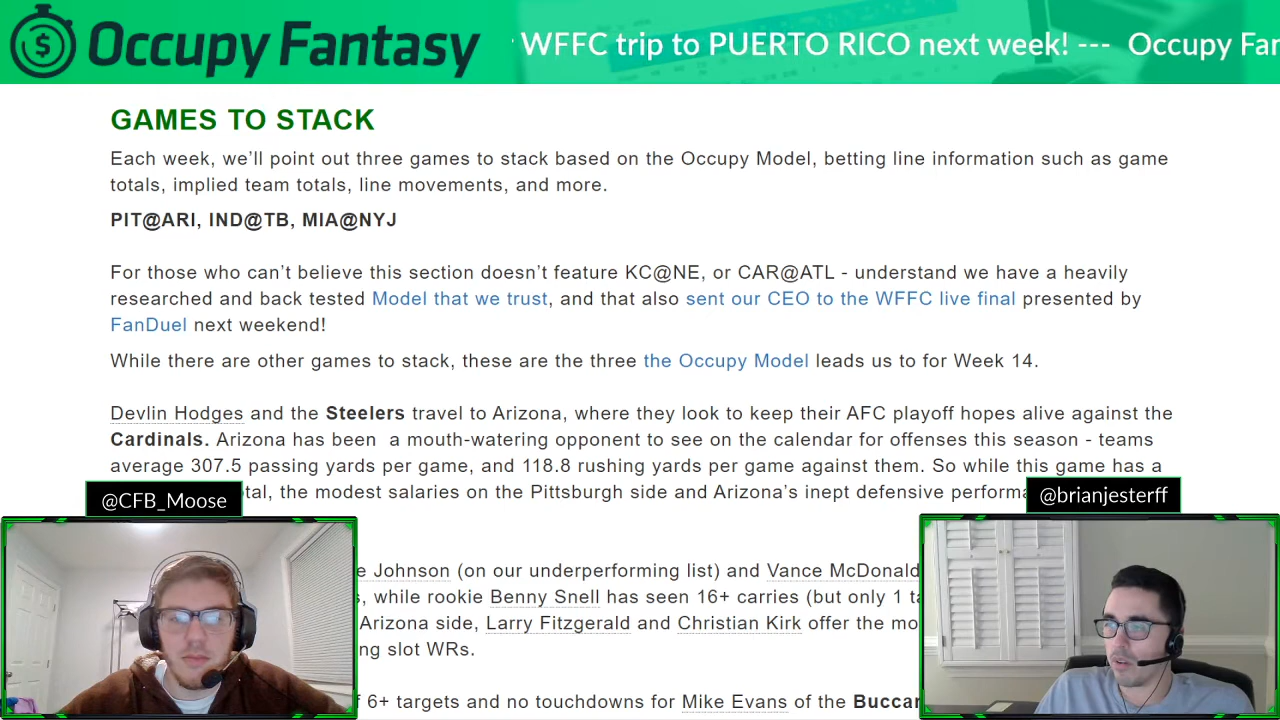 Occupy Fantasy
WFFC trip to PUERTO RICO next week! --- Occupy Fan
GAMES TO STACK
Each week, we'll point out three games to stack based on the Occupy Model, betting line information such as game
totals, implied team totals, line movements, and more.
PIT@ARI, IND@TB, MIA@NYJ
For those who can't believe this section doesn't feature KC@NE, or CAR@ATL - understand we have a heavily
researched and back tested Model that we trust, and that also sent our CEO to the WFFC live final presented by
FanDuel next weekend!
While there are other games to stack, these are the three the Occupy Model leads us to for Week 14.
Devlin Hodges and the Steelers travel to Arizona, where they look to keep their AFC playoff hopes alive against the
Cardinals. Arizona has been a mouth-watering opponent to see on the calendar for offenses this season - teams
average 307.5 passing yards per game, and 118.8 rushing yards per game against them. So while this game has a
tal, the modest salaries on the Pittsburgh side and Arizona's inept defensive performa
@CFB_Moose
@brianjesterff
e Johnson (on our underperforming list) and Vance McDonald
, while rookie Benny Snell has seen 16+ carries (but only 1 ta
Arizona side, Larry Fitzgerald and Christian Kirk offer the mo
ng slot WRs.
f 6+ targets and no touchdowns for Mike Evans of the Buccan